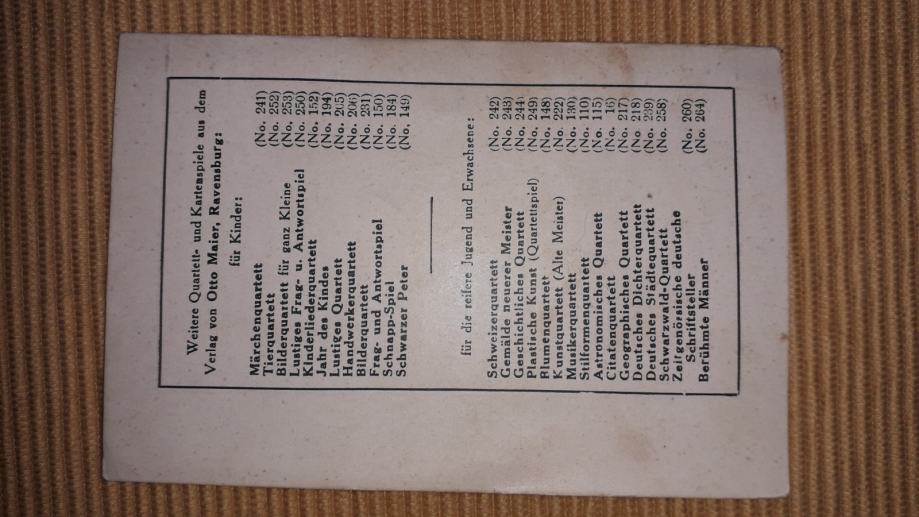 Weitere Quartett- und Kartenspiele aus dem
Verlag von Otto Maier, Ravensburg:
für Kinder:
Märchenquartett (No. 241)
Tierquartett (No. 252)
Bilderquartett für ganz Kleine (No. 253)
Lustiges Frag- u. Antwortspiel (No. 250)
Kinderliederquartett (No. 152)
Jahr des Kindes (No. 194)
Lustiges Quartett (No. 205)
Handwerkerquartett (No. 206)
Bilderquartett (No. 231)
Frag- und Antwortspiel (No. 150)
Schnapp-Spiel (No. 184)
Schwarzer Peter (No. 149)
für die reifere Jugend und Erwachsene:
Schweizerquartett (No. 242)
Gemälde neuerer Meister (No. 243)
Geschichtliches Quartett (No. 244)
Plastische Kunst (Quartettspiel) (No. 249)
Blumenquartett (No. 148)
Kunstquartett (Alte Meister) (No. 222)
Musikerquartett (No. 130)
Stilformenquartett (No. 110)
Astronomisches Quartett (No. 115)
Citatenquartett (No. 16)
Geographisches Quartett (No. 217)
Deutsches Dichterquartett (No. 218)
Deutsches Städtequartett (No. 259)
Schwarzwald-Quartett (No. 258)
Zeitgenössische deutsche
Schriftsteller (No. 260)
Berühmte Männer (No. 264)